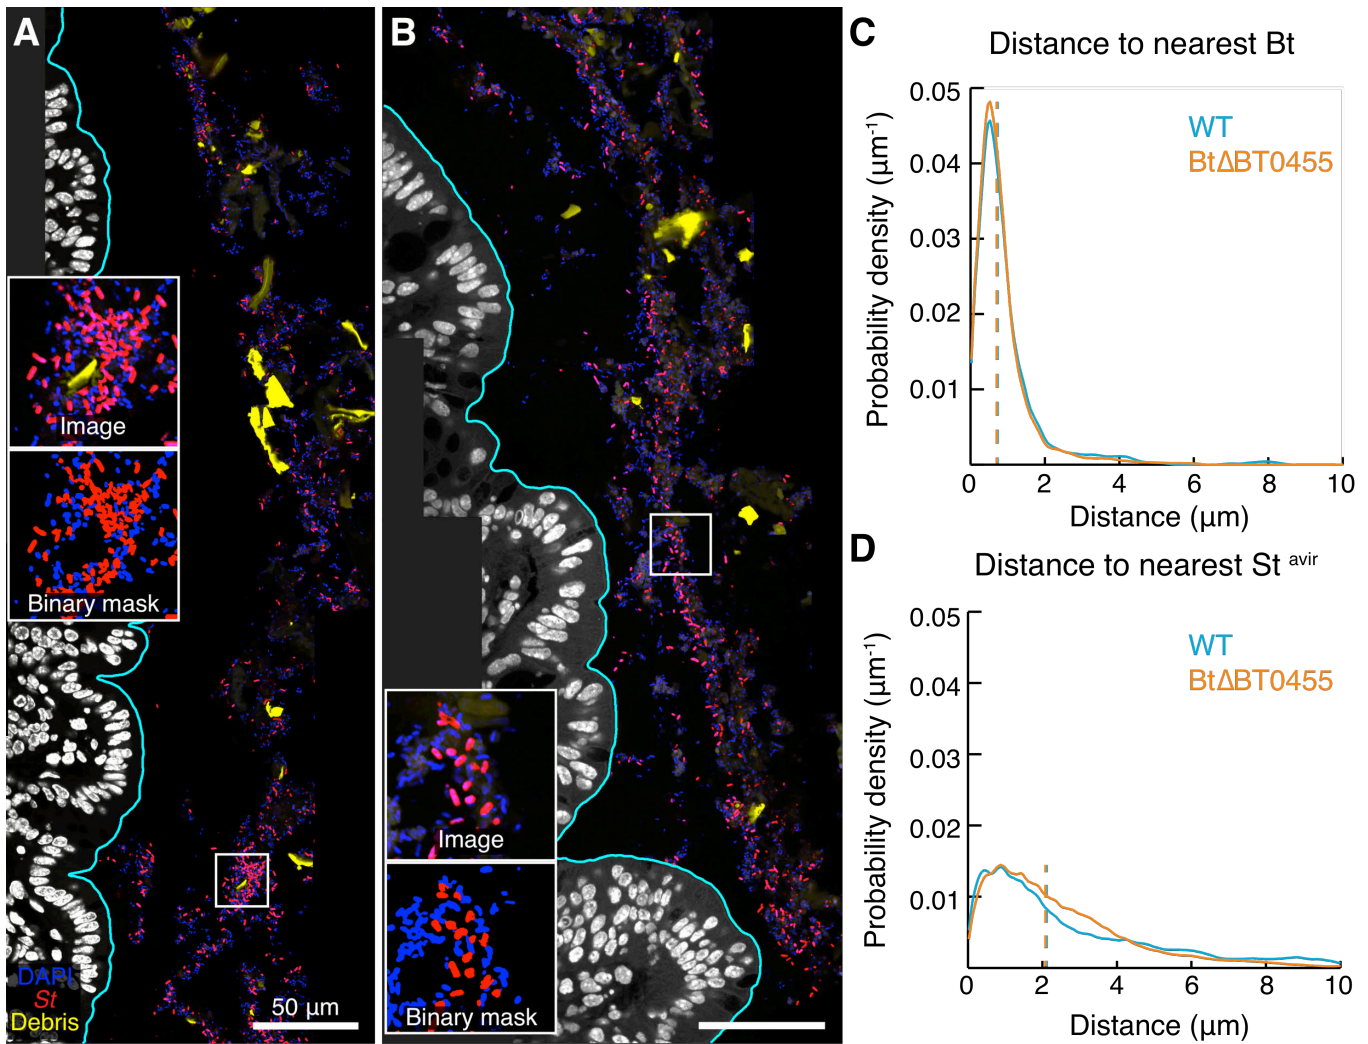 A
Image
Binary mask
DAPI
St
Debris
50 µm
B
Image
Binary mask
C
Distance to nearest Bt
Probability density (µm-1)
0.05
0.04
0.03
0.02
0.01
WT
BtΔBT0455
0 2 4 6 8 10
Distance (µm)
D
Distance to nearest St avir
Probability density (µm-1)
0.05
0.04
0.03
0.02
0.01
WT
BtΔBT0455
0 2 4 6 8 10
Distance (µm)